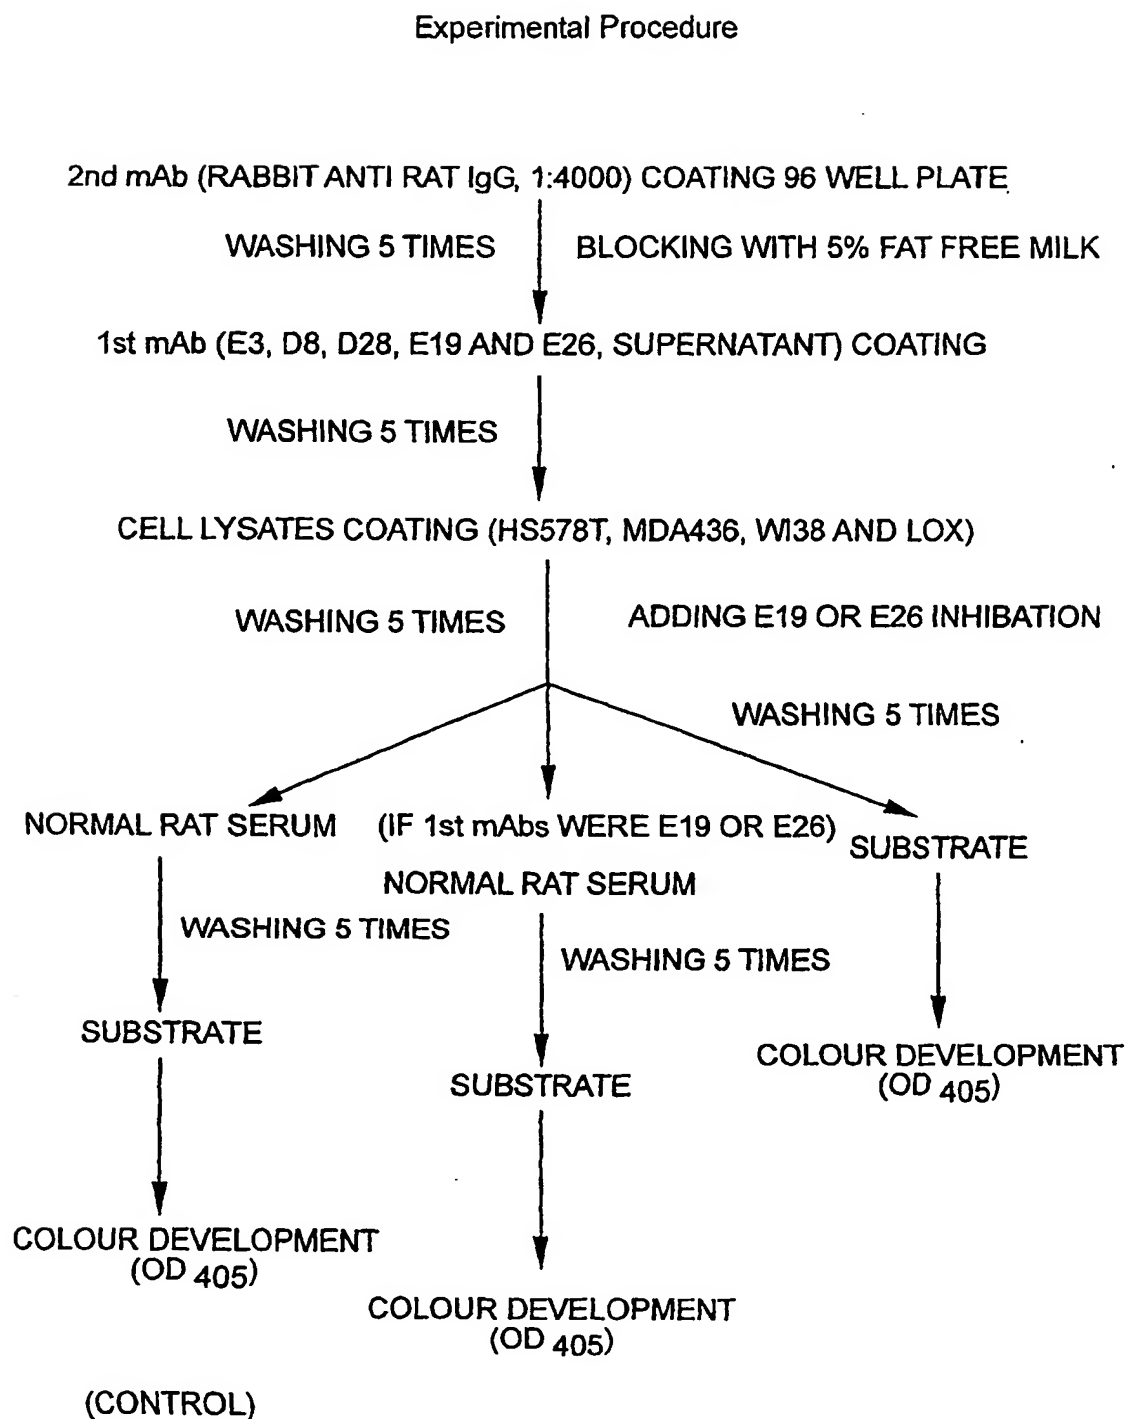 Experimental Procedure
2nd mAb (RABBIT ANTI RAT IgG, 1:4000) COATING 96 WELL PLATE
WASHING 5 TIMES
BLOCKING WITH 5% FAT FREE MILK
1st mAb (E3, D8, D28, E19 AND E26, SUPERNATANT) COATING
WASHING 5 TIMES
CELL LYSATES COATING (HS578T, MDA436, WI38 AND LOX)
WASHING 5 TIMES
ADDING E19 OR E26 INHIBATION
WASHING 5 TIMES
NORMAL RAT SERUM
(IF 1st mAbs WERE E19 OR E26)
NORMAL RAT SERUM
SUBSTRATE
WASHING 5 TIMES
WASHING 5 TIMES
SUBSTRATE
SUBSTRATE
COLOUR DEVELOPMENT
(OD 405)
COLOUR DEVELOPMENT
(OD 405)
COLOUR DEVELOPMENT
(OD 405)
(CONTROL)